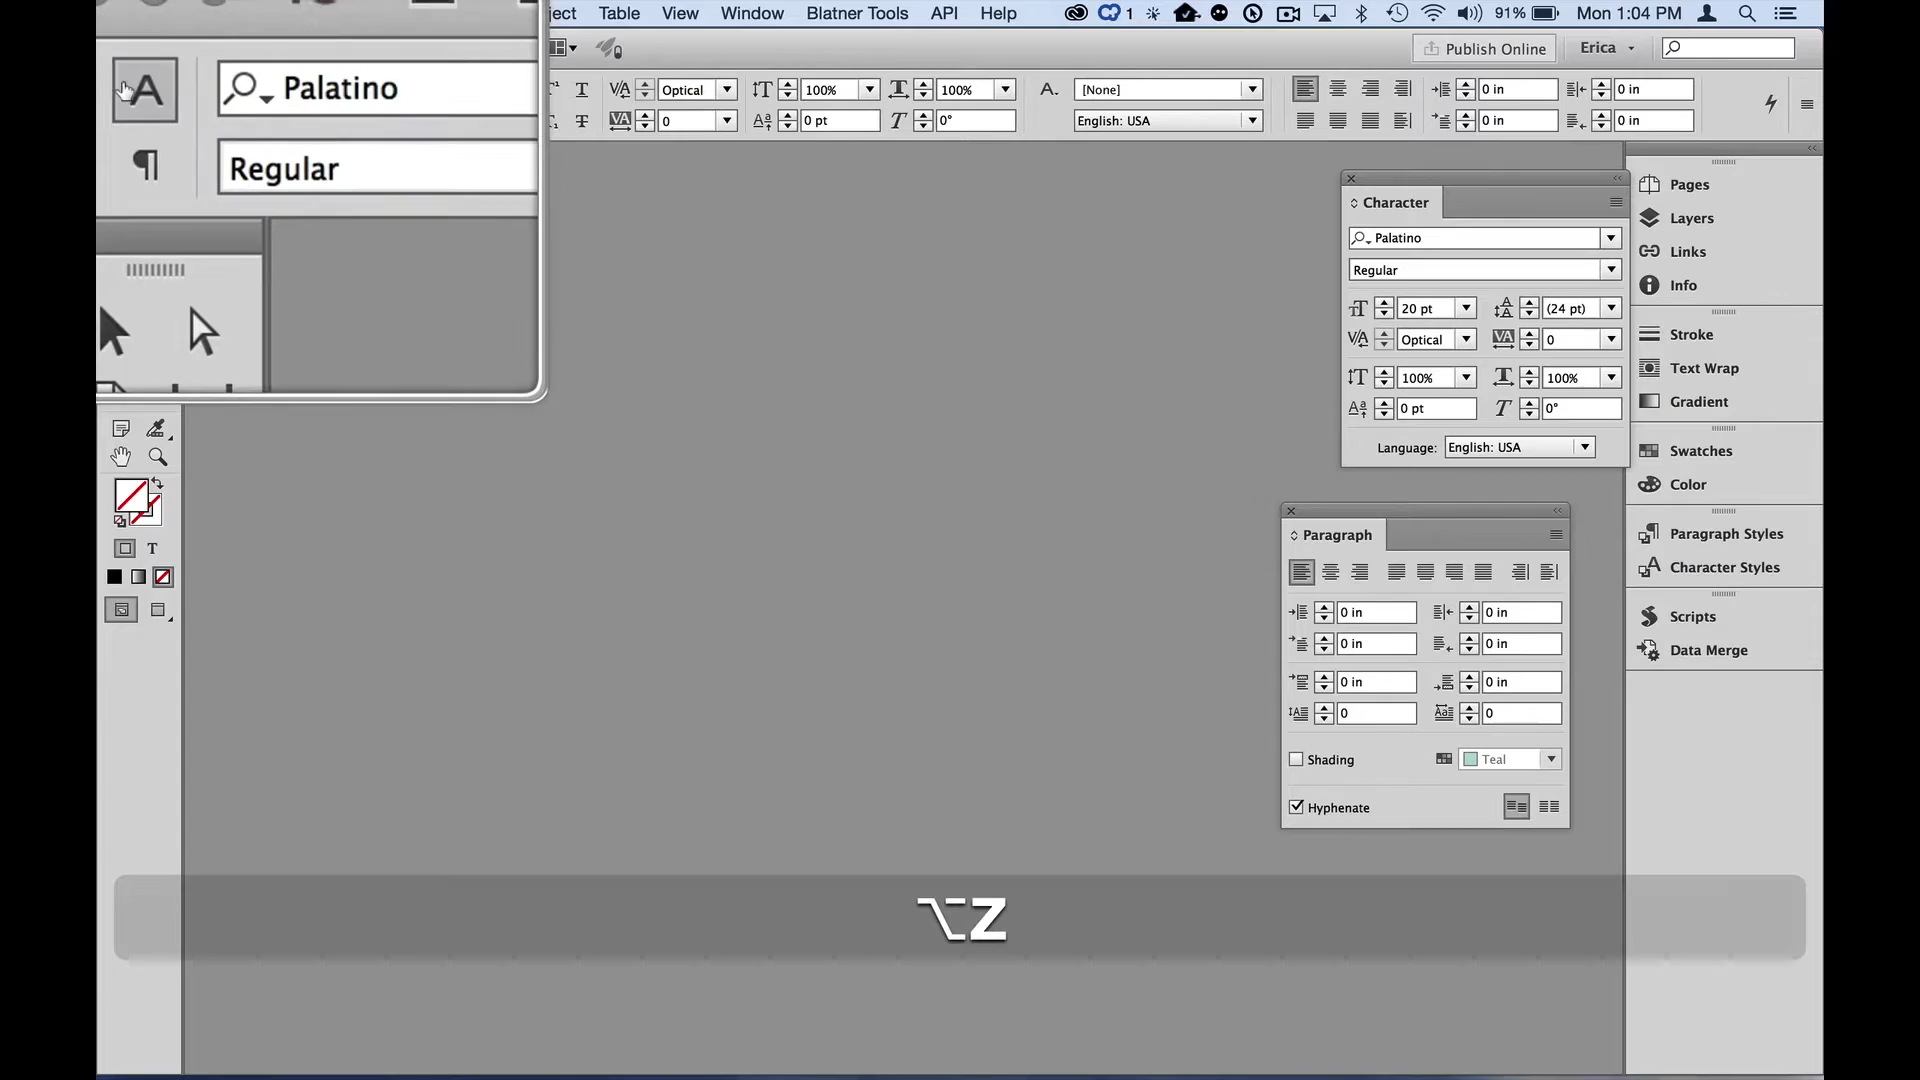 ject Table View Window Blatner Tools API Help 1 91% Mon 1:04 PM
Publish Online Erica
A Palatino
Regular
Optical 100% 100% A. [None] 0 in 0 in
0 0 pt 0° English: USA 0 in 0 in
Character
Palatino
Regular
20 pt (24 pt)
Optical 0
100% 100%
0 pt 0°
Language: English: USA
Paragraph
0 in 0 in
0 in 0 in
0 in 0 in
0 0
Shading Teal
Hyphenate
Pages
Layers
Links
Info
Stroke
Text Wrap
Gradient
Swatches
Color
Paragraph Styles
Character Styles
Scripts
Data Merge
T
⌥Z